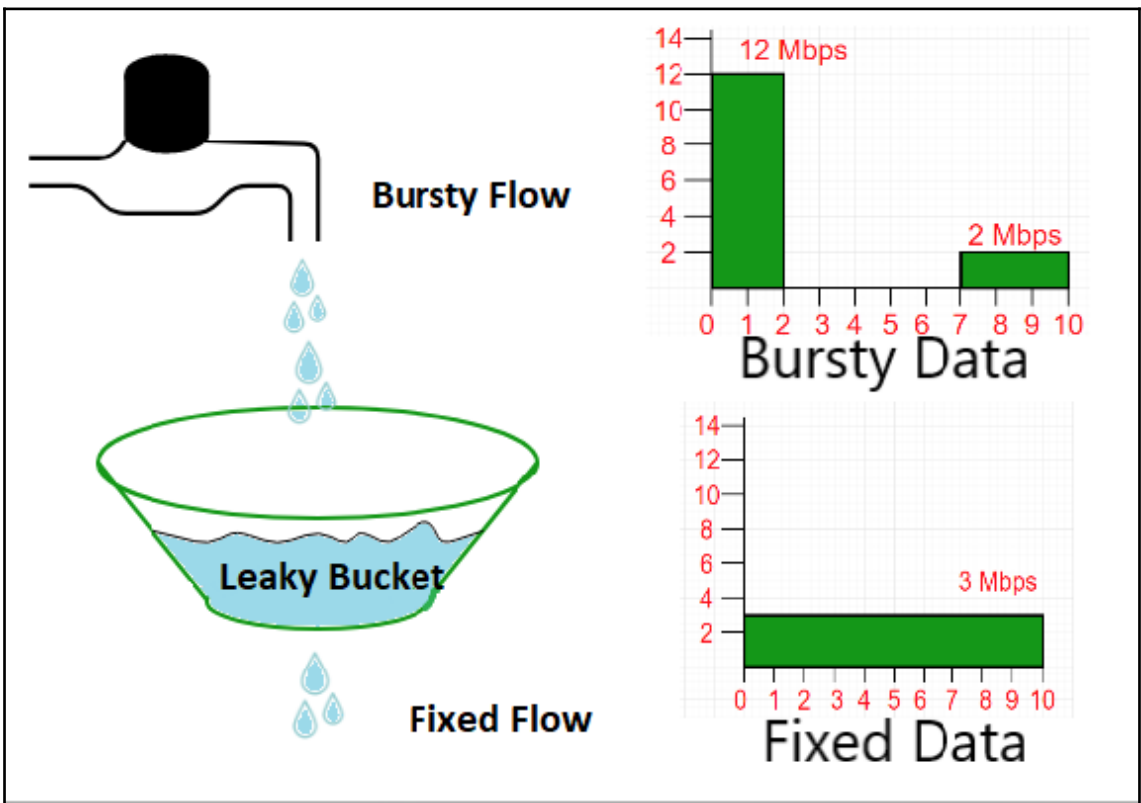 Bursty Flow
Leaky Bucket
Fixed Flow
14
12 Mbps
12
10
8
6
4
2 Mbps
2
0 1 2 3 4 5 6 7 8 9 10
Bursty Data
14
12
10
8
6
3 Mbps
4
2
0 1 2 3 4 5 6 7 8 9 10
Fixed Data